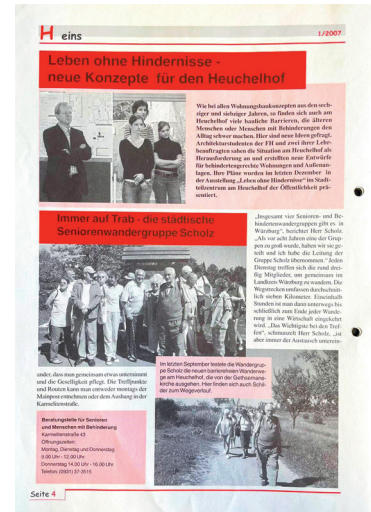 H eins
1/2007
Leben ohne Hindernisse -
neue Konzepte für den Heuchelhof
Wie bei allen Wohnungsbaukonzepten aus den sech-
ziger und siebziger Jahren, so finden sich auch am
Heuchelhof viele bauliche Barrieren, die älteren
Menschen oder Menschen mit Behinderungen den
Alltag schwer machen. Hier sind neue Ideen gefragt.
Architekturstudenten der FH und zwei ihrer Lehr-
beauftragten sahen die Situation am Heuchelhof als
Herausforderung an und erstellten neue Entwürfe
für behindertengerechte Wohnungen und Außenan-
lagen. Ihre Pläne wurden im letzten Dezember in
der Ausstellung „Leben ohne Hindernisse" im Stadt-
teilzentrum am Heuchelhof der Öffentlichkeit prä-
sentiert.
Immer auf Trab - die städtische
Seniorenwandergruppe Scholz
„Insgesamt vier Senioren- und Be-
hindertenwandergruppen gibt es in
Würzburg", berichtet Herr Scholz.
„Als vor acht Jahren eine der Grup-
pen zu groß wurde, haben wir sie ge-
teilt und ich habe die Leitung der
Gruppe Scholz übernommen." Jeden
Dienstag treffen sich die rund drei-
ßig Mitglieder, um gemeinsam im
Landkreis Würzburg zu wandern. Die
Wegstrecken umfassen durchschnitt-
lich sieben Kilometer. Eineinhalb
Stunden ist man dann unterwegs bis
schließlich zum Ende jeder Wande-
rung in eine Wirtschaft eingekehrt
wird. „Das Wichtigste bei den Tref-
fen", schmunzelt Herr Scholz, „ist
aber immer der Austausch unterein-
ander, dass man gemeinsam etwas unternimmt
und die Geselligkeit pflegt. Die Treffpunkte
und Routen kann man entweder montags der
Mainpost entnehmen oder dem Aushang in der
Karmelitenstraße.
Im letzten September testete die Wandergrup-
pe Scholz die neuen barrierefreien Wanderwe-
ge am Heuchelhof, die von der Gethsemane-
kirche ausgehen. Hier finden sich auch Schil-
der zum Wegeverlauf.
Beratungsstelle für Senioren
und Menschen mit Behinderung
Karmelitenstraße 43
Öffnungszeiten:
Montag, Dienstag und Donnerstag
9.00 Uhr - 12.00 Uhr
Donnerstag 14.00 Uhr - 16.00 Uhr
Telefon: (0931) 37-3515
Seite 4